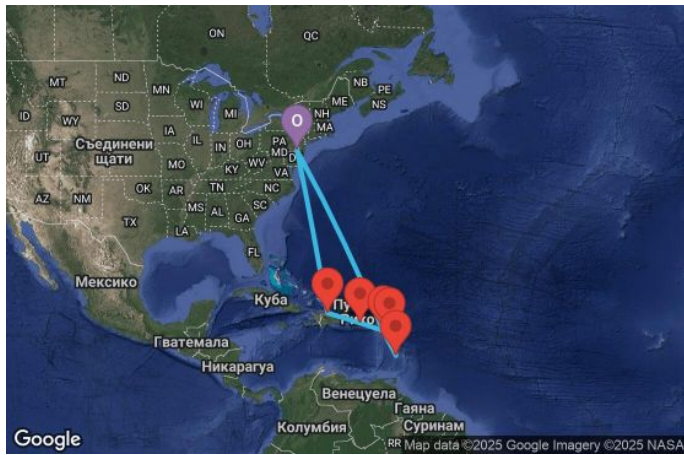 ON
QC
MT
ND
MN
NB
PE
NS
ME
ID
SD
WI
MI
NH
MA
WY
IA
PA
Съединени
щати
IL
IN
OH
MD
UT
MO
KY
WV
VA
AZ
NM
OK
AR
TN
NC
MS
AL
SC
GA
TX
LA
FL
O
Мексико
Куба
Гватемала
Никарагуа
Венецуела
Гаяна
Колумбия
Суринам
RR
Google
Map data ©2025 Google Imagery ©2025 NASA